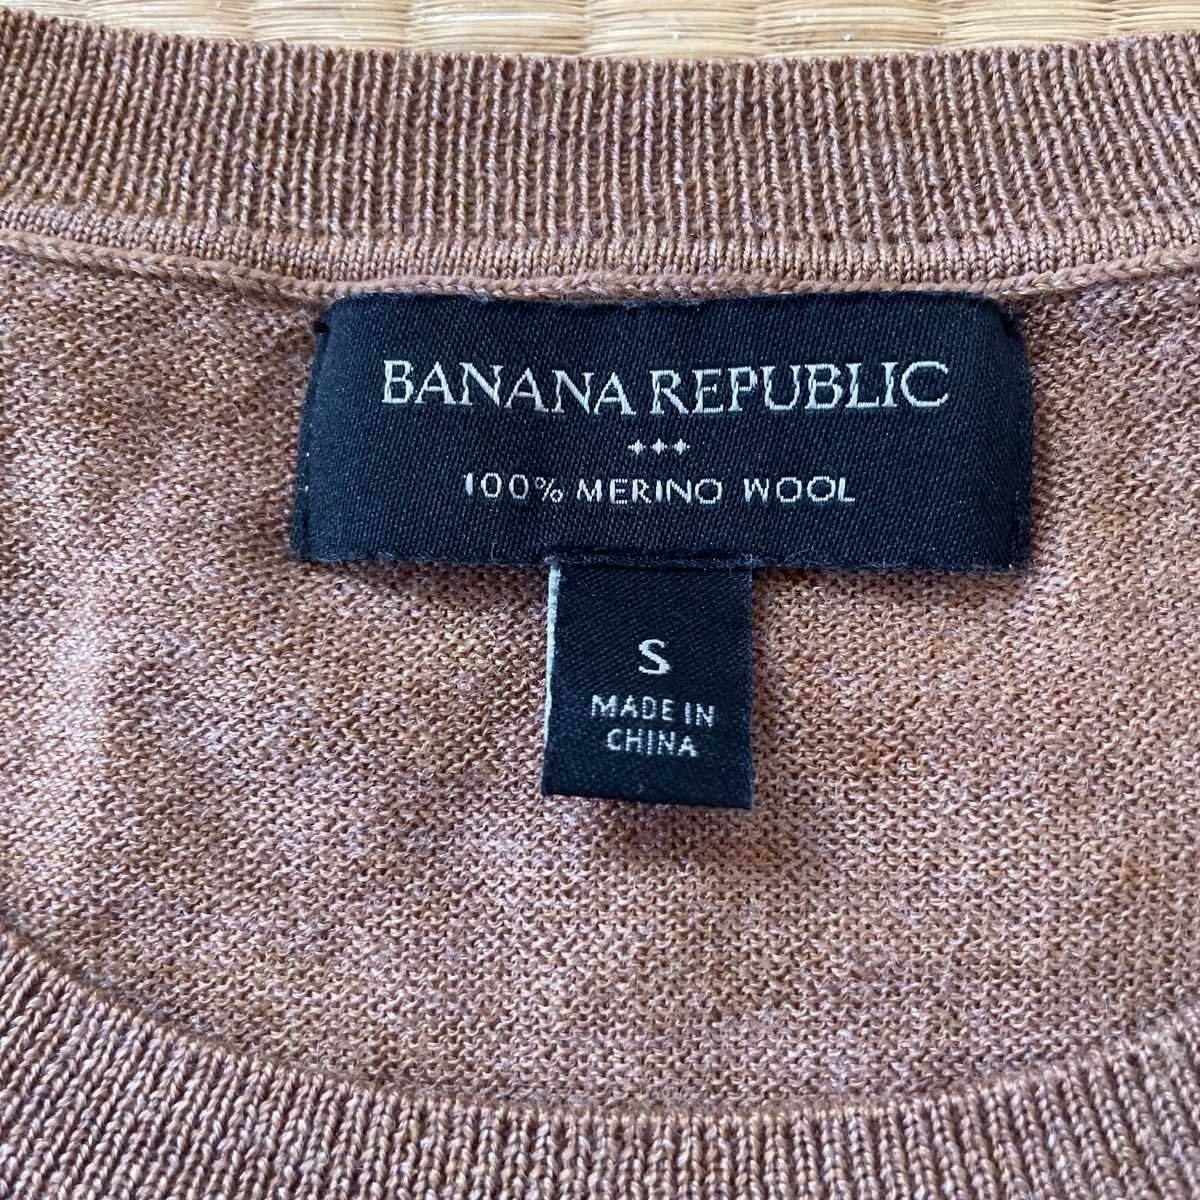 BANANA REPUBLIC
100% MERINO WOOL
S
MADE IN
CHINA